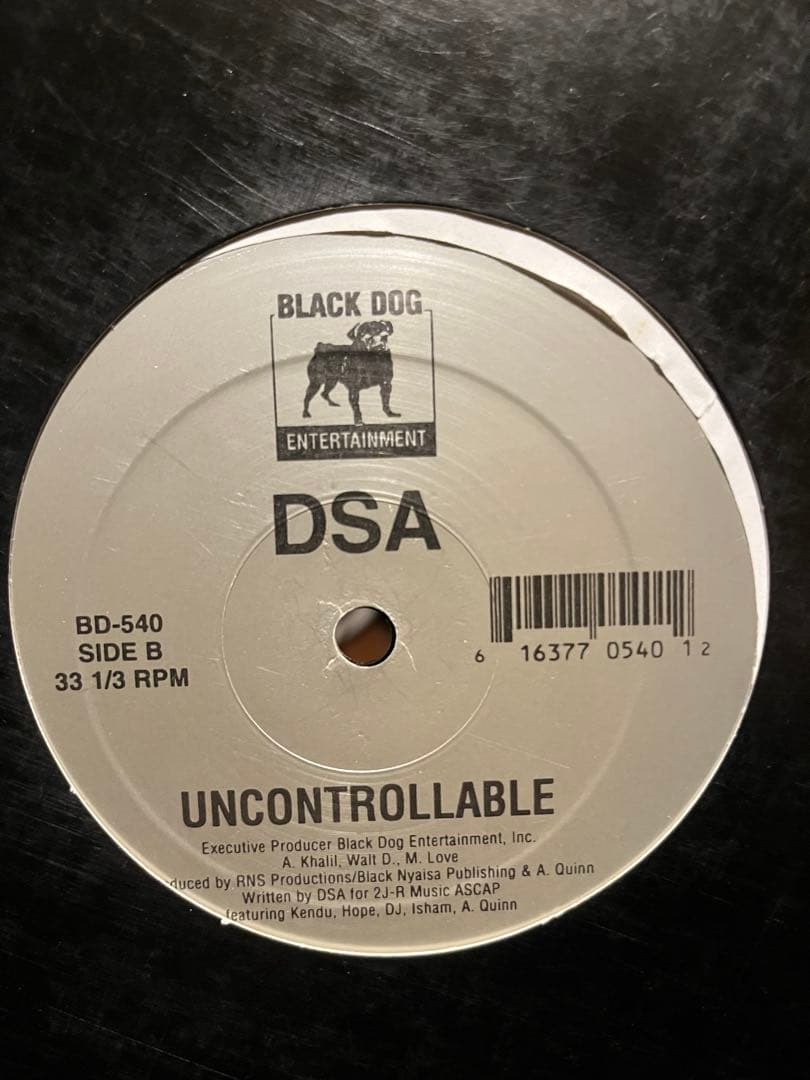 BLACK DOG
ENTERTAINMENT
DSA
BD-540
SIDE B
33 1/3 RPM
6 16377 0540 1 2
UNCONTROLLABLE
Executive Producer Black Dog Entertainment, Inc.
A. Khalil, Walt D., M. Love
duced by RNS Productions/Black Nyaisa Publishing & A. Quinn
Written by DSA for 2J-R Music ASCAP
featuring Kendu, Hope, DJ, Isham, A. Quinn